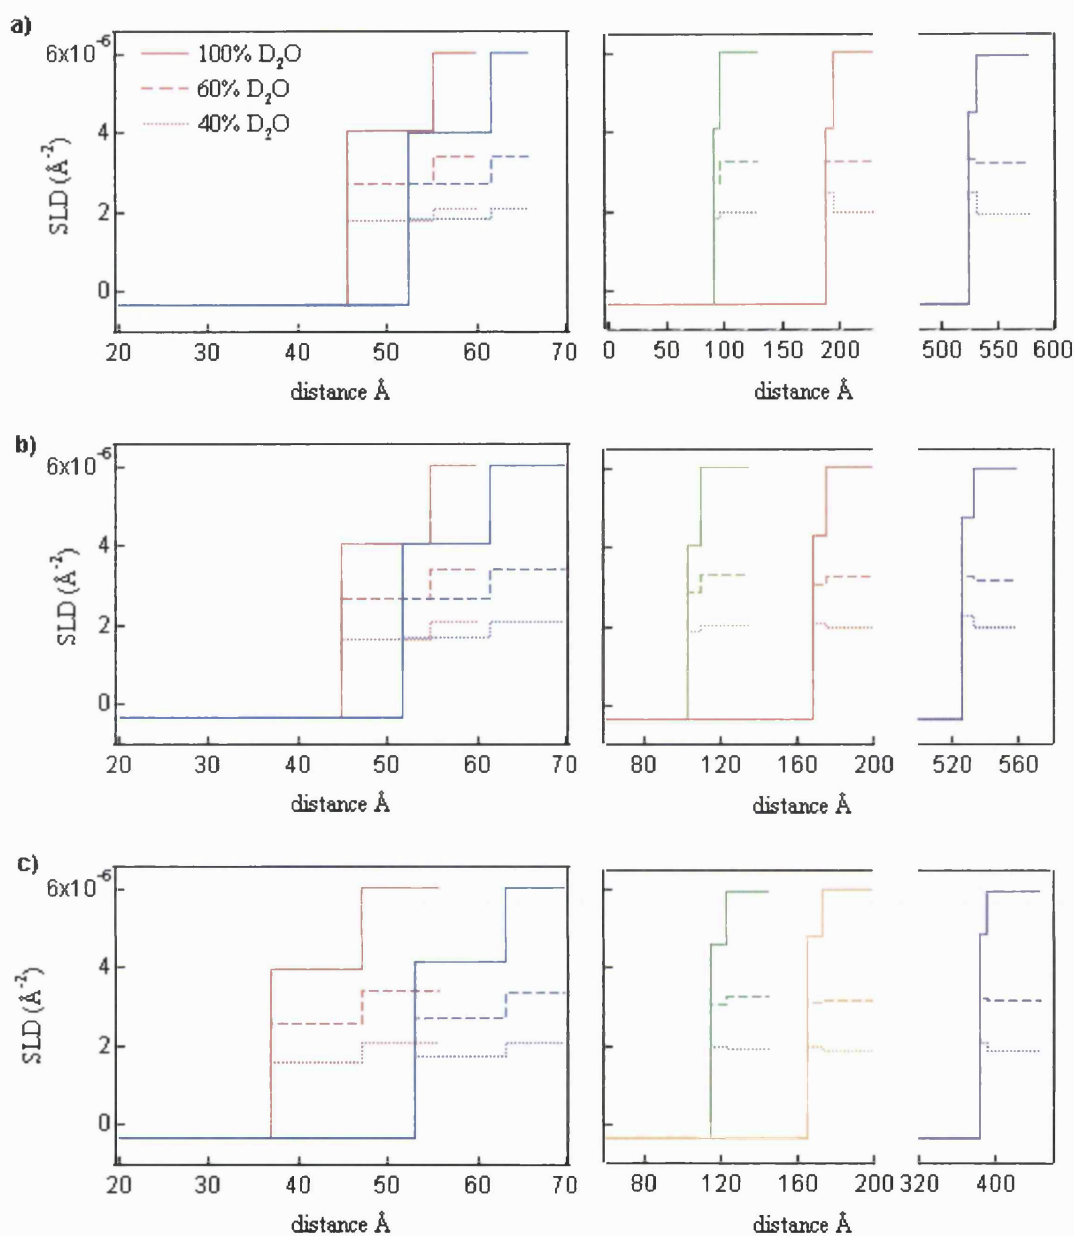 a)
6x10⁻⁶
4
2
0
SLD (Å⁻²)
100% D₂O
60% D₂O
40% D₂O
20 30 40 50 60 70
distance Å
0 50 100 150 200
distance Å
500 550 600
b)
6x10⁻⁶
4
2
0
SLD (Å⁻²)
20 30 40 50 60 70
distance Å
80 120 160 200
distance Å
520 560
c)
6x10⁻⁶
4
2
0
SLD (Å⁻²)
20 30 40 50 60 70
distance Å
80 120 160 200
distance Å
320 400